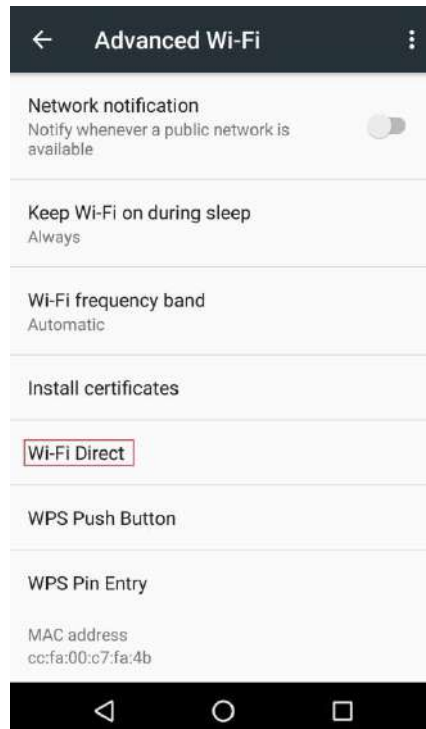 Advanced Wi-Fi
Network notification
Notify whenever a public network is
available
Keep Wi-Fi on during sleep
Always
Wi-Fi frequency band
Automatic
Install certificates
Wi-Fi Direct
WPS Push Button
WPS Pin Entry
MAC address
cc:fa:00:c7:fa:4b